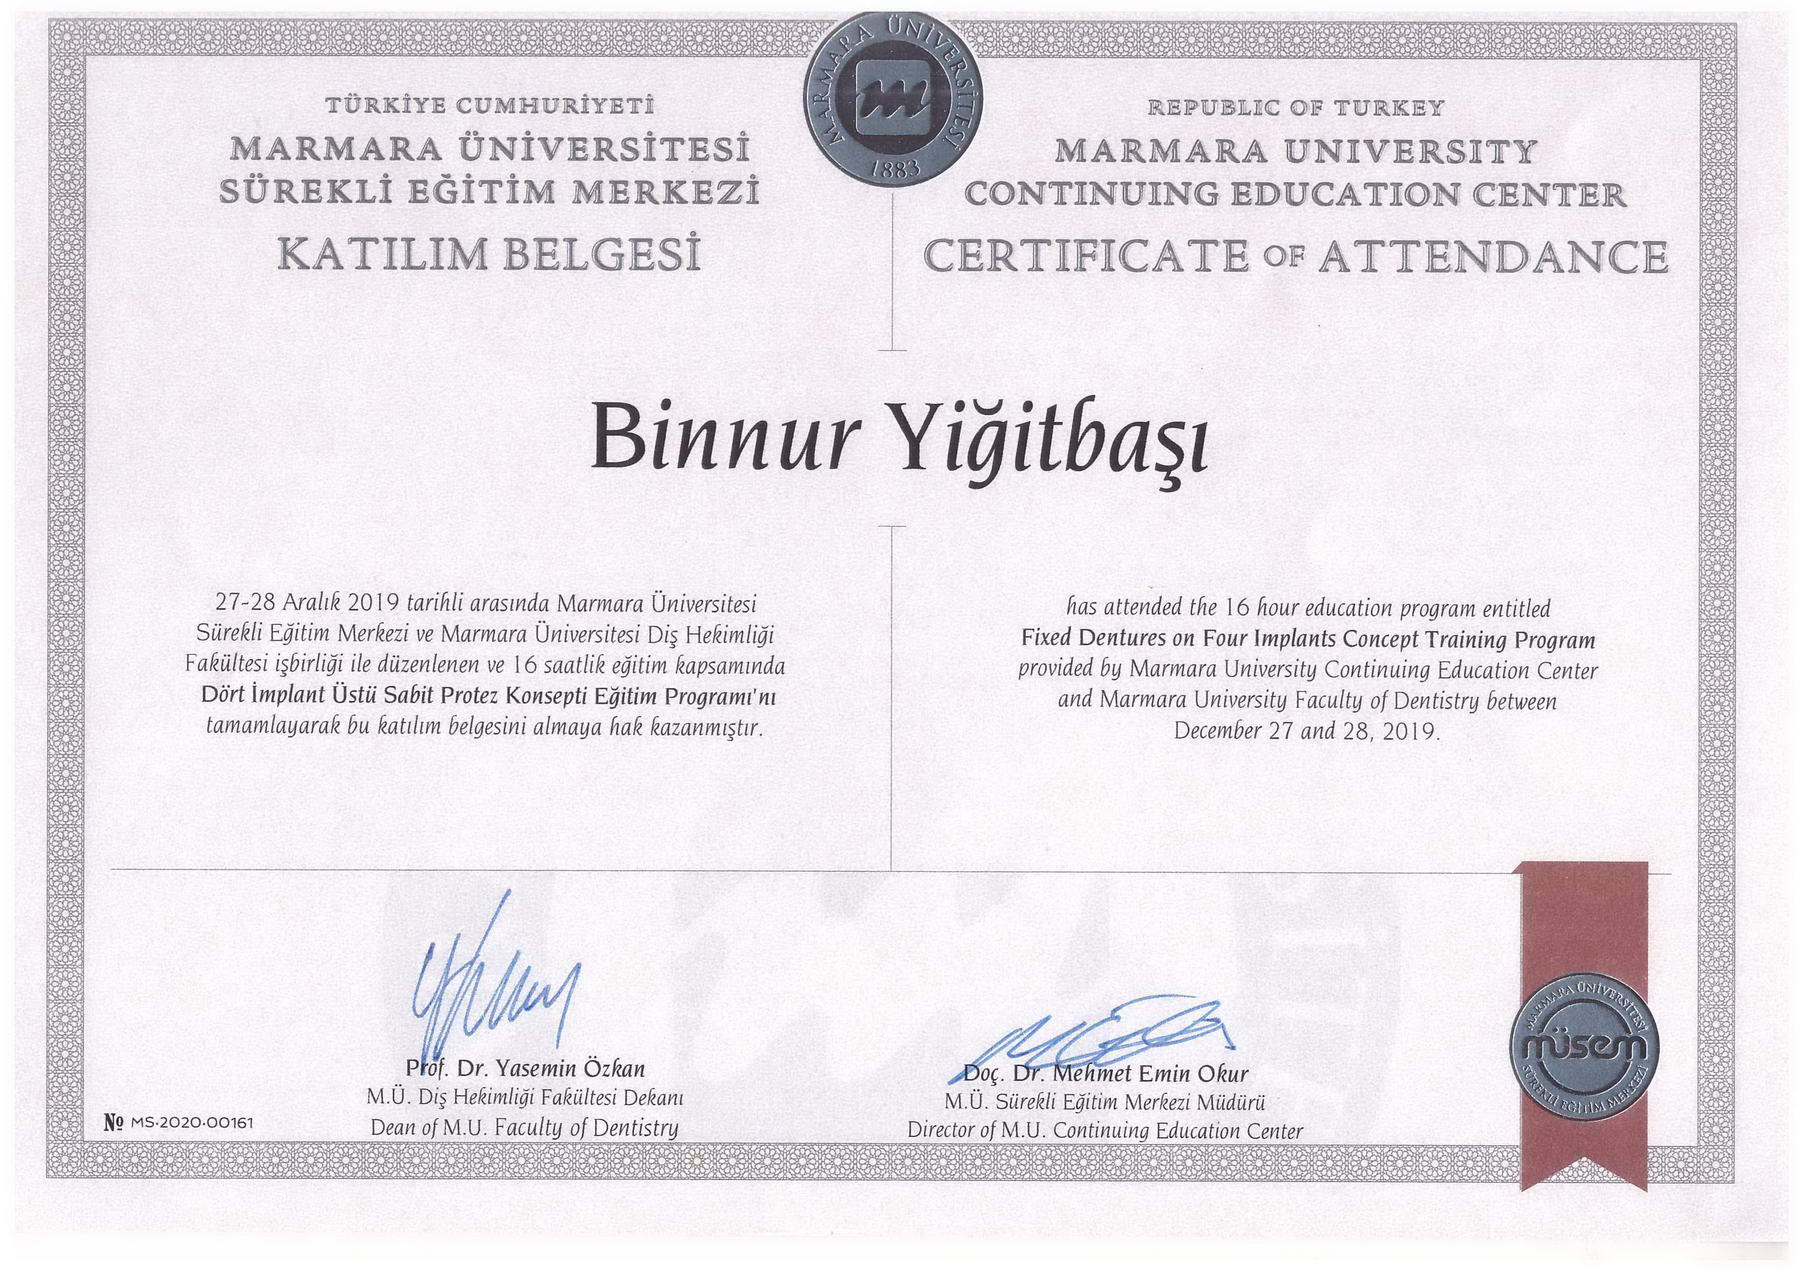 MARMARA ÜNİVERSİTESİ
1883
TÜRKİYE CUMHURİYETİ
MARMARA ÜNİVERSİTESİ
SÜREKLİ EĞİTİM MERKEZİ
KATILIM BELGESİ
REPUBLIC OF TURKEY
MARMARA UNIVERSITY
CONTINUING EDUCATION CENTER
CERTIFICATE OF ATTENDANCE
Binnur Yiğitbaşı
27-28 Aralık 2019 tarihli arasında Marmara Üniversitesi
Sürekli Eğitim Merkezi ve Marmara Üniversitesi Diş Hekimliği
Fakültesi işbirliği ile düzenlenen ve 16 saatlik eğitim kapsamında
Dört İmplant Üstü Sabit Protez Konsepti Eğitim Programı'nı
tamamlayarak bu katılım belgesini almaya hak kazanmıştır.
has attended the 16 hour education program entitled
Fixed Dentures on Four Implants Concept Training Program
provided by Marmara University Continuing Education Center
and Marmara University Faculty of Dentistry between
December 27 and 28, 2019.
Prof. Dr. Yasemin Özkan
M.Ü. Diş Hekimliği Fakültesi Dekanı
Dean of M.U. Faculty of Dentistry
Doç. Dr. Mehmet Emin Okur
M.Ü. Sürekli Eğitim Merkezi Müdürü
Director of M.U. Continuing Education Center
№ MS.2020.00161
MARMARA ÜNİVERSİTESİ
müsem
SÜREKLİ EĞİTİM MERKEZİ